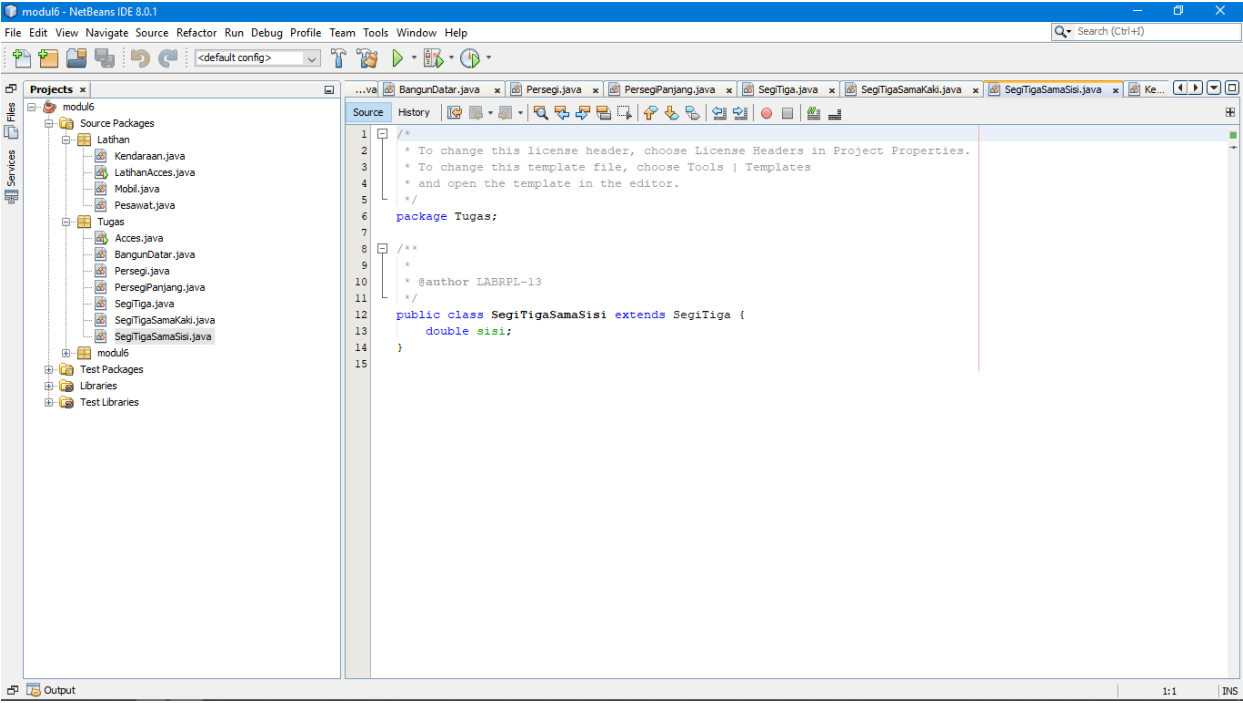 modul6 - NetBeans IDE 8.0.1
File Edit View Navigate Source Refactor Run Debug Profile Team Tools Window Help
Search (Ctrl+I)
<default config>
Files
Services
Projects
modul6
Source Packages
Latihan
Kendaraan.java
LatihanAcces.java
Mobil.java
Pesawat.java
Tugas
Acces.java
BangunDatar.java
Persegi.java
PersegiPanjang.java
SegiTiga.java
SegiTigaSamaKaki.java
SegiTigaSamaSisi.java
modul6
Test Packages
Libraries
Test Libraries
...va BangunDatar.java Persegi.java PersegiPanjang.java SegiTiga.java SegiTigaSamaKaki.java SegiTigaSamaSisi.java Ke...
Source History
1 /*
2 * To change this license header, choose License Headers in Project Properties.
3 * To change this template file, choose Tools | Templates
4 * and open the template in the editor.
5 */
6 package Tugas;
7
8 /**
9 *
10 * @author LABRPL-13
11 */
12 public class SegiTigaSamaSisi extends SegiTiga {
13 double sisi;
14 }
15
Output
1:1 INS